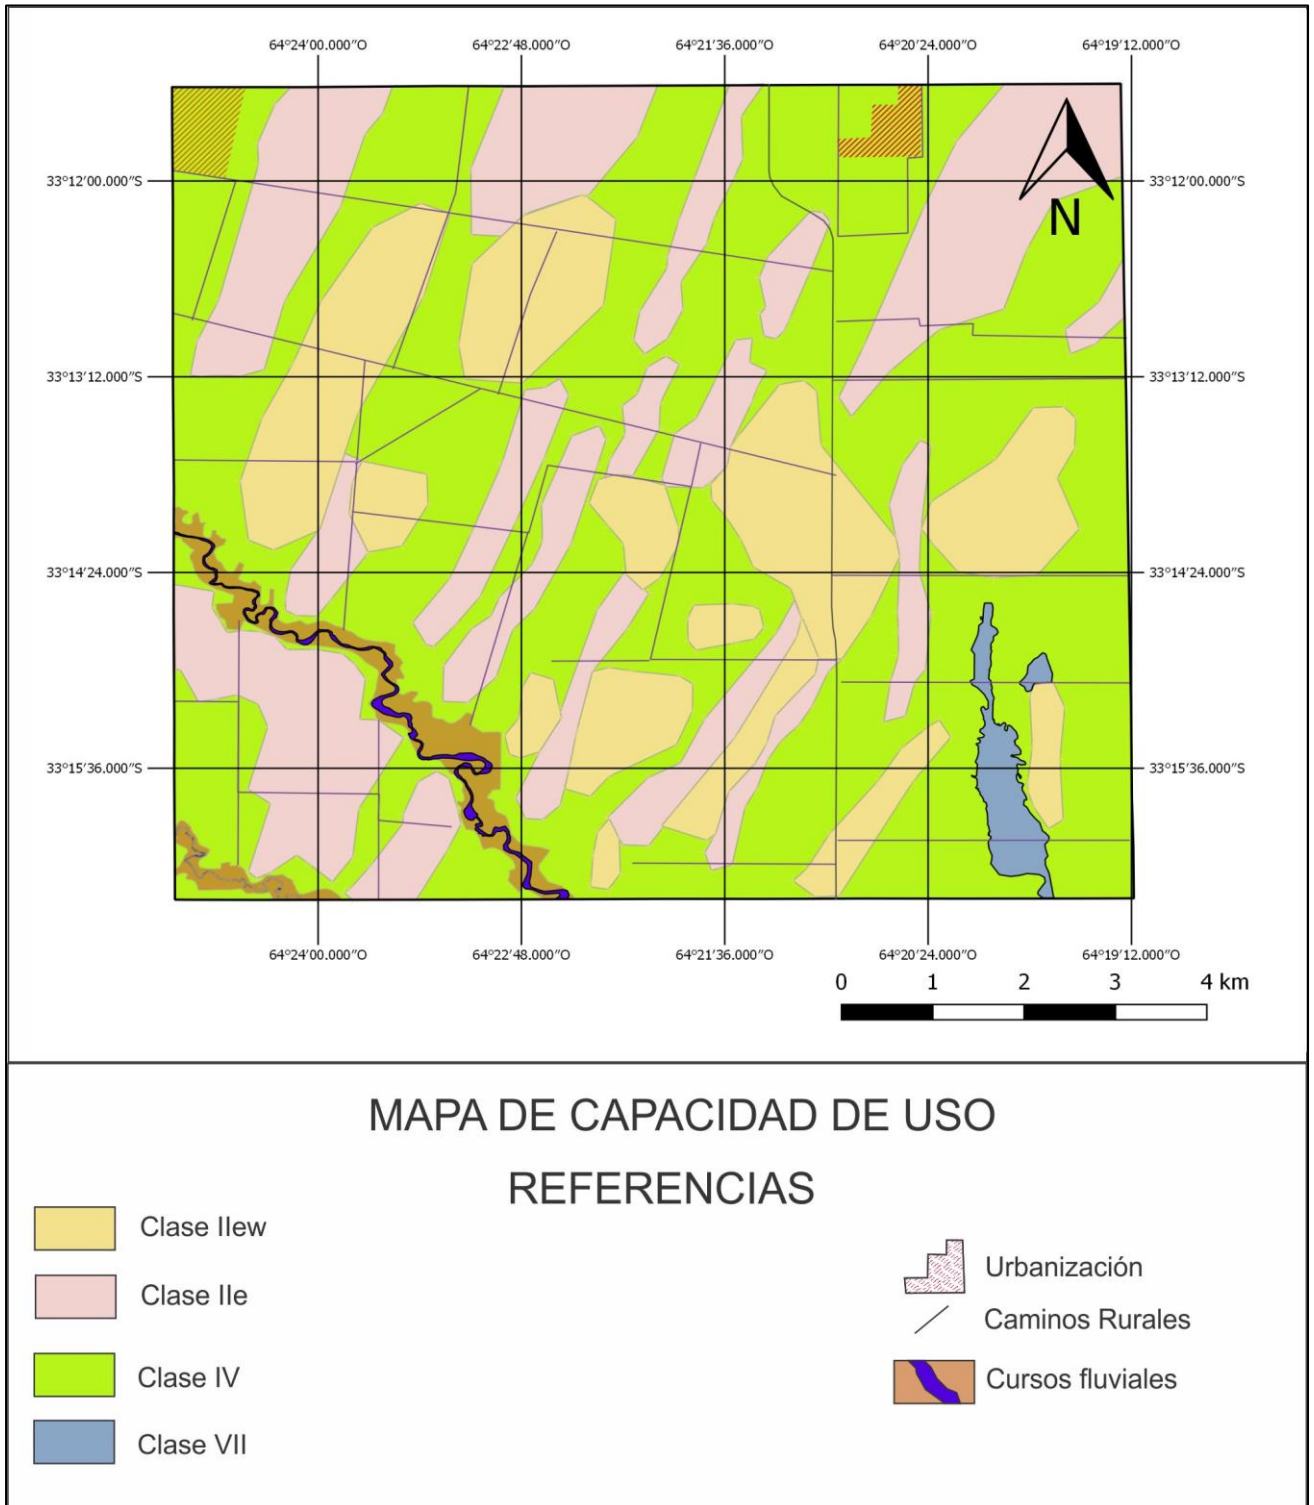 64°24'00.000"O 64°22'48.000"O 64°21'36.000"O 64°20'24.000"O 64°19'12.000"O
33°12'00.000"S 33°12'00.000"S
N
33°13'12.000"S 33°13'12.000"S
33°14'24.000"S 33°14'24.000"S
33°15'36.000"S 33°15'36.000"S
64°24'00.000"O 64°22'48.000"O 64°21'36.000"O 64°20'24.000"O 64°19'12.000"O
0 1 2 3 4 km
MAPA DE CAPACIDAD DE USO
REFERENCIAS
Clase IIew
Clase IIe
Clase IV
Clase VII
Urbanización
Caminos Rurales
Cursos fluviales